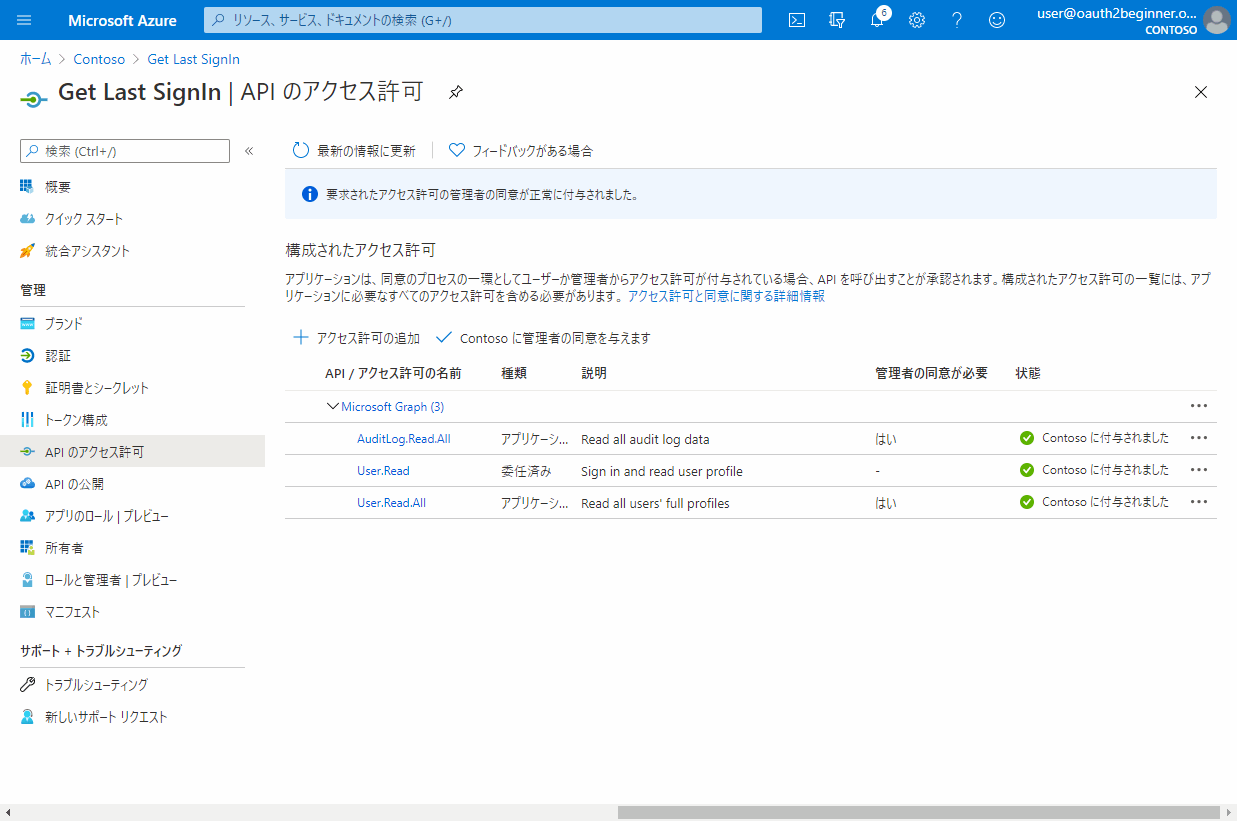 Microsoft Azure
リソース、サービス、ドキュメントの検索 (G+/)
6
user@oauth2beginner.o...
CONTOSO
ホーム > Contoso > Get Last SignIn
Get Last SignIn | API のアクセス許可
検索 (Ctrl+/)
«
概要
クイック スタート
統合アシスタント
管理
ブランド
認証
証明書とシークレット
トークン構成
API のアクセス許可
API の公開
アプリのロール | プレビュー
所有者
ロールと管理者 | プレビュー
マニフェスト
サポート + トラブルシューティング
トラブルシューティング
新しいサポート リクエスト
最新の情報に更新
フィードバックがある場合
要求されたアクセス許可の管理者の同意が正常に付与されました。
構成されたアクセス許可
アプリケーションは、同意のプロセスの一環としてユーザーか管理者からアクセス許可が付与されている場合、API を呼び出すことが承認されます。構成されたアクセス許可の一覧には、アプ
リケーションに必要なすべてのアクセス許可を含める必要があります。アクセス許可と同意に関する詳細情報
アクセス許可の追加 Contoso に管理者の同意を与えます
API / アクセス許可の名前 種類 説明 管理者の同意が必要 状態
Microsoft Graph (3)
AuditLog.Read.All アプリケーシ... Read all audit log data はい Contoso に付与されました
User.Read 委任済み Sign in and read user profile - Contoso に付与されました
User.Read.All アプリケーシ... Read all users' full profiles はい Contoso に付与されました